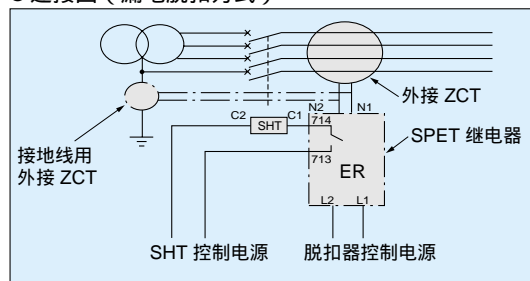 连接图（漏电脱扣方式）
外接 ZCT
C2 C1 N2 N1
SHT 714
SPET 继电器
接地线用
外接 ZCT
713
ER
L2 L1
SHT 控制电源 脱扣器控制电源